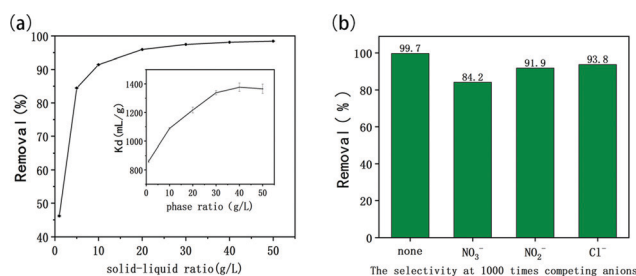 (a)
100
90
80
70
60
50
40
Removal(%)
0
10
20
30
40
50
solid-liquid ratio(g/L)
1400
1200
1000
800
Kd(mL/g)
0
10
20
30
40
50
phase ratio (g/L)
(b)
100
80
60
40
20
0
Removal (%)
99.7
84.2
91.9
93.8
none
NO₃⁻
NO₂⁻
Cl⁻
The selectivity at 1000 times competing anions